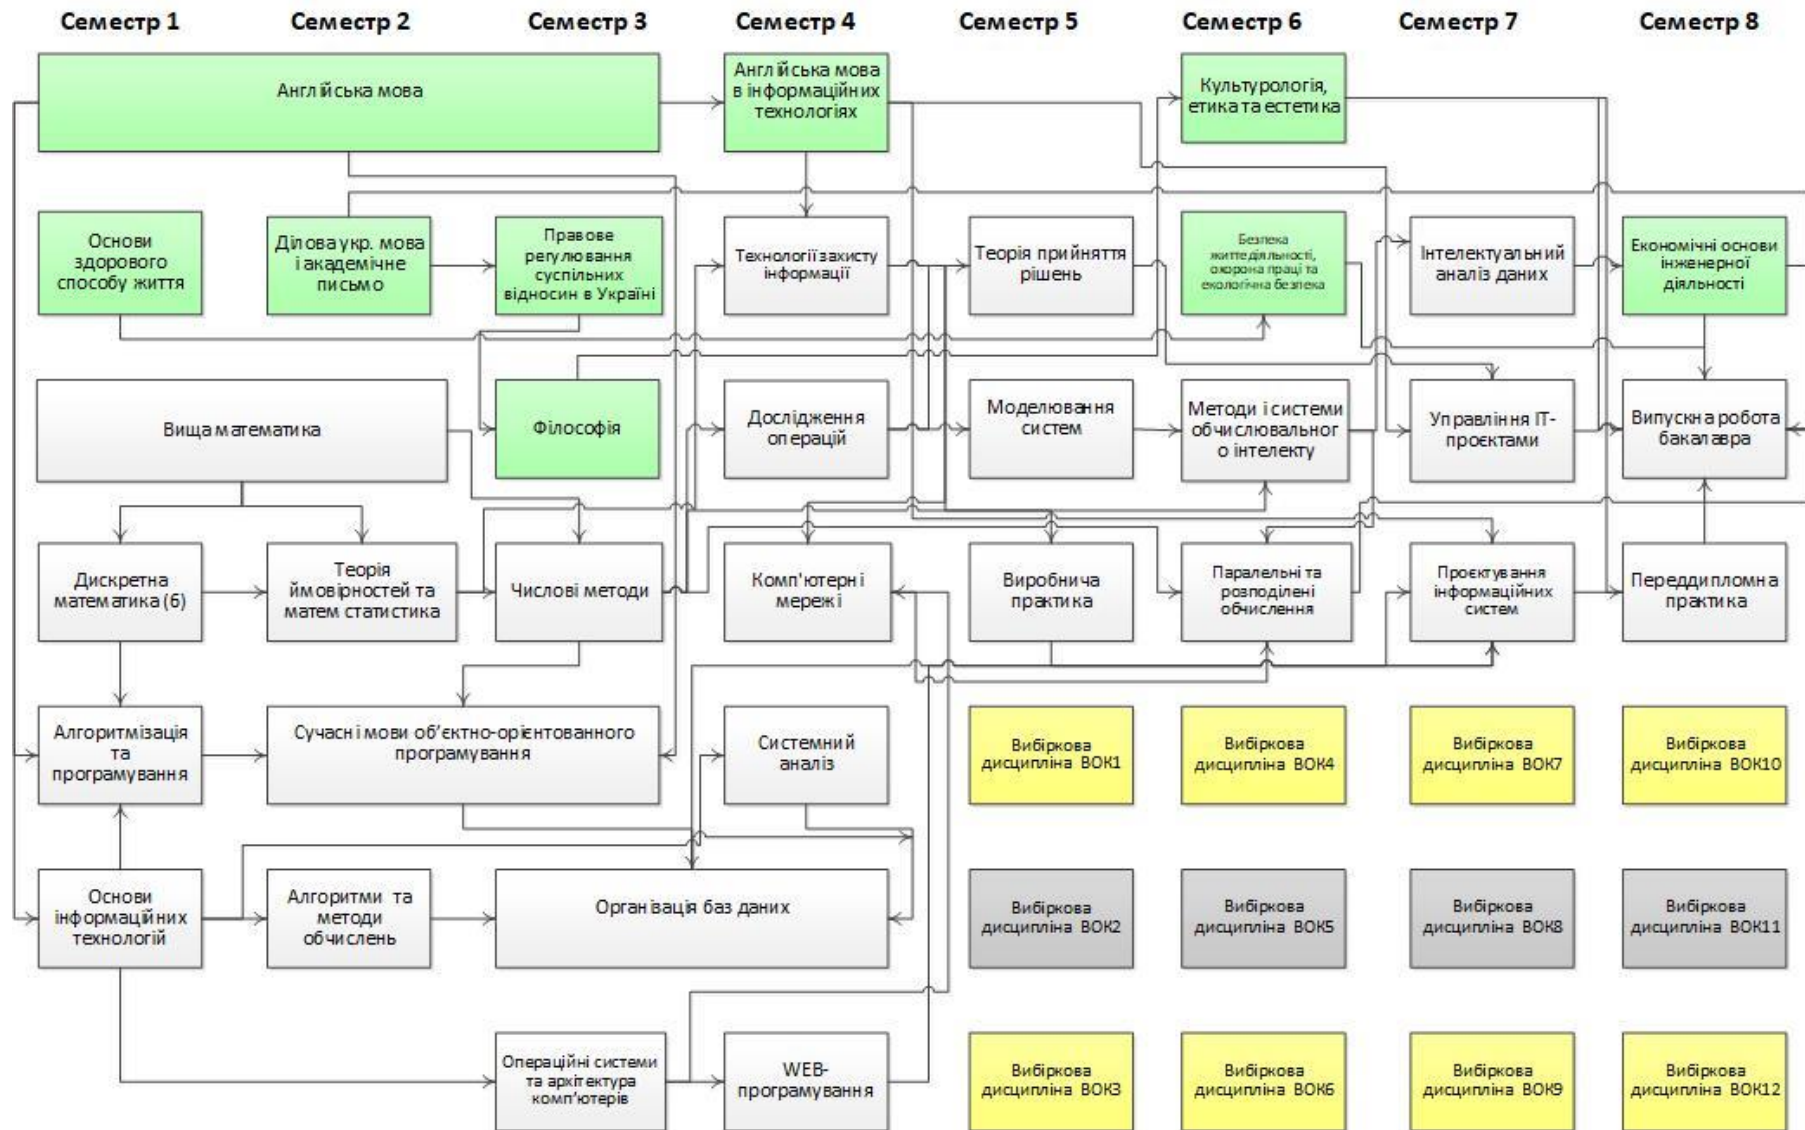 Семестр 1
Семестр 2
Семестр 3
Семестр 4
Семестр 5
Семестр 6
Семестр 7
Семестр 8
Англійська мова
Англійська мова
в інформаційних
технологіях
Культурологія,
етика та естетика
Основи
здорового
способу життя
Ділова укр. мова
і академічне
письмо
Правове
регулювання
суспільних
відносин в Україні
Технології захисту
інформації
Теорія прийняття
рішень
Безпека
життєдіяльності,
охорона праці та
екологічна безпека
Інтелектуальний
аналіз даних
Економічні основи
інженерної
діяльності
Вища математика
Філософія
Дослідження
операцій
Моделювання
систем
Методи і системи
обчислювальног
о інтелекту
Управління ІТ-
проєктами
Випускна робота
бакалавра
Дискретна
математика (6)
Теорія
ймовірностей та
матем статистика
Числові методи
Комп'ютерні
мережі
Виробнича
практика
Паралельні та
розподілені
обчислення
Проєктування
інформаційних
систем
Переддипломна
практика
Алгоритмізація
та
програмування
Сучасні мови об’єктно-орієнтованного
програмування
Системний
аналіз
Вибіркова
дисципліна ВОК1
Вибіркова
дисципліна ВОК4
Вибіркова
дисципліна ВОК7
Вибіркова
дисципліна ВОК10
Основи
інформаційних
технологій
Алгоритми та
методи
обчислень
Організація баз даних
Вибіркова
дисципліна ВОК2
Вибіркова
дисципліна ВОК5
Вибіркова
дисципліна ВОК8
Вибіркова
дисципліна ВОК11
Операційні системи
та архітектура
комп’ютерів
WEB-
програмування
Вибіркова
дисципліна ВОК3
Вибіркова
дисципліна ВОК6
Вибіркова
дисципліна ВОК9
Вибіркова
дисципліна ВОК12